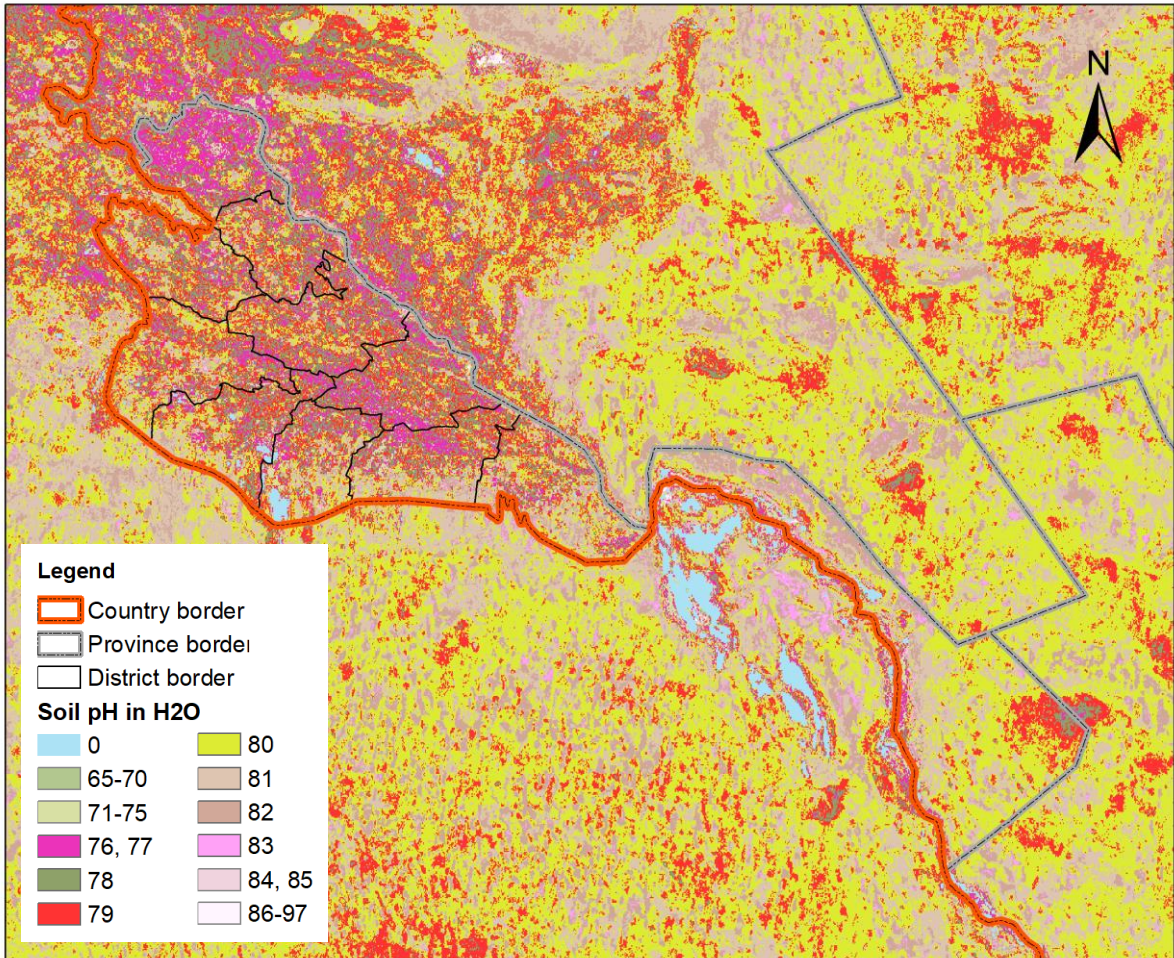 N
Legend
Country border
Province border
District border
Soil pH in H2O
0
65-70
71-75
76, 77
78
79
80
81
82
83
84, 85
86-97